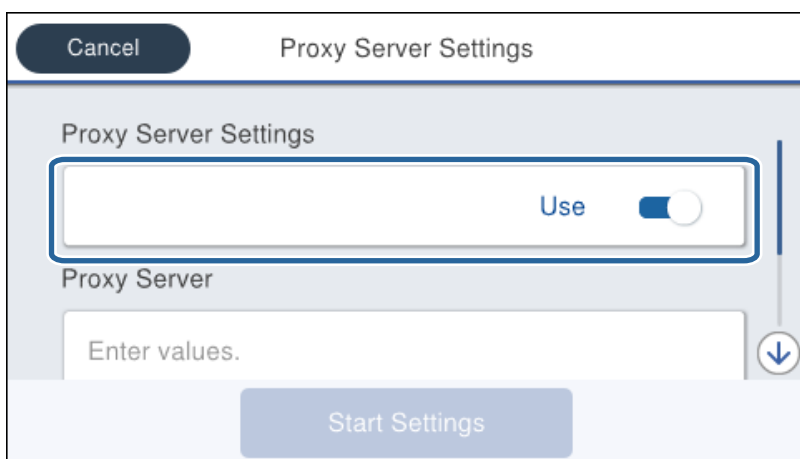 Cancel
Proxy Server Settings
Proxy Server Settings
Use
Proxy Server
Enter values.
Start Settings